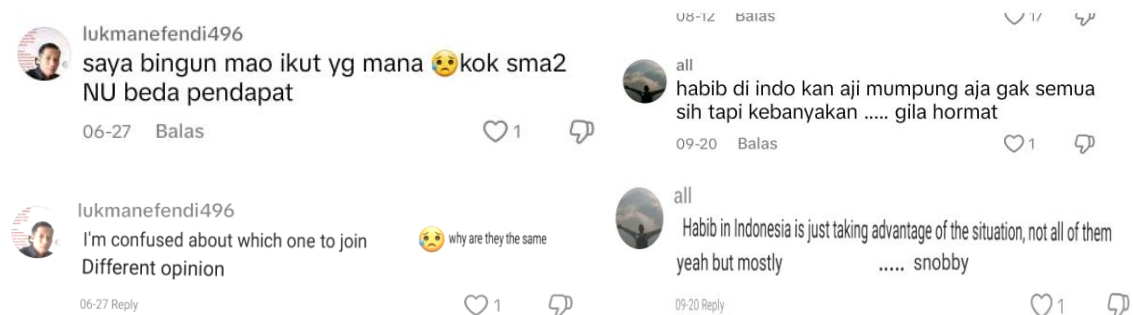 lukmanefendi496
saya bingun mao ikut yg mana 😥kok sma2
NU beda pendapat
06-27 Balas
1
lukmanefendi496
I'm confused about which one to join 😥 why are they the same
Different opinion
06-27 Reply
1
08-12 Balas
17
all
habib di indo kan aji mumpung aja gak semua
sih tapi kebanyakan ..... gila hormat
09-20 Balas
1
all
Habib in Indonesia is just taking advantage of the situation, not all of them
yeah but mostly ..... snobby
09-20 Reply
1